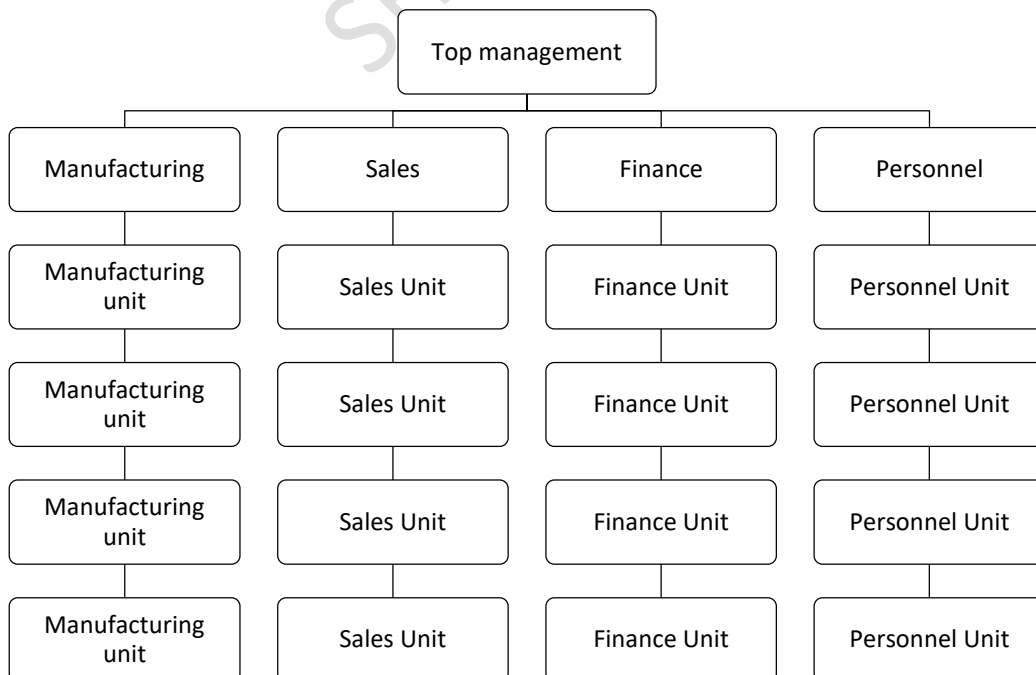 Top management
Manufacturing
Sales
Finance
Personnel
Manufacturing
unit
Sales Unit
Finance Unit
Personnel Unit
Manufacturing
unit
Sales Unit
Finance Unit
Personnel Unit
Manufacturing
unit
Sales Unit
Finance Unit
Personnel Unit
Manufacturing
unit
Sales Unit
Finance Unit
Personnel Unit